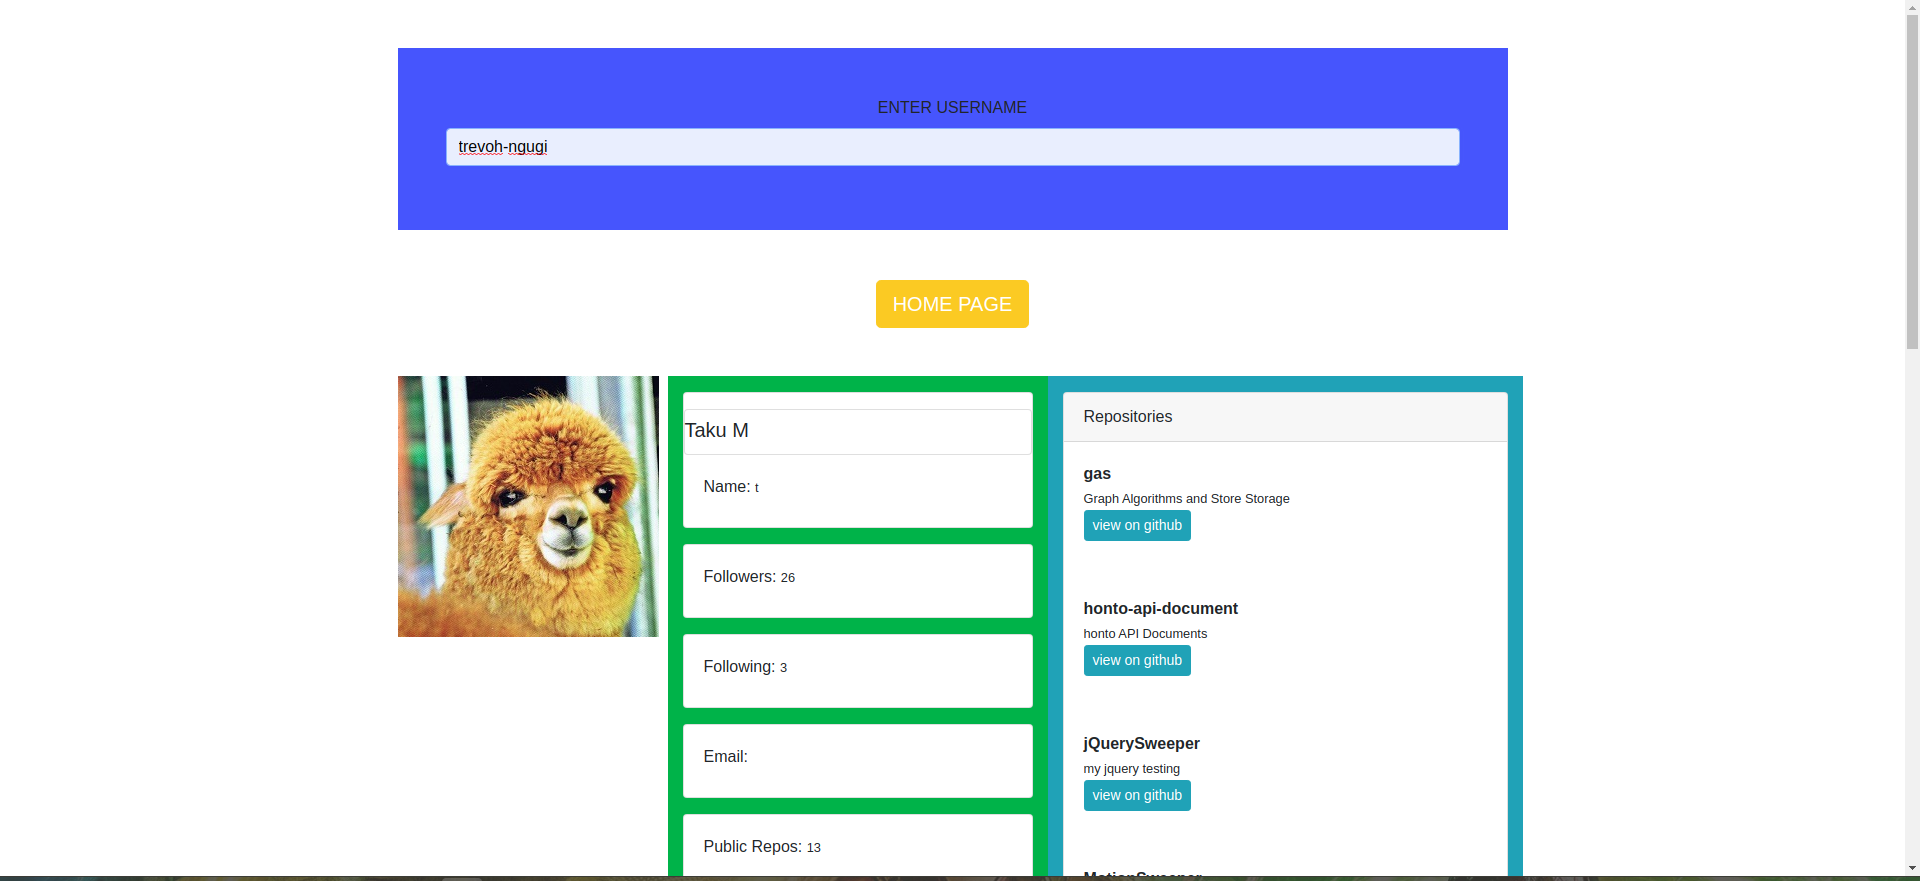 ENTER USERNAME
trevoh-ngugi
HOME PAGE
Taku M
Name: t
Followers: 26
Following: 3
Email:
Public Repos: 13
Repositories
gas
Graph Algorithms and Store Storage
view on github
honto-api-document
honto API Documents
view on github
jQuerySweeper
my jquery testing
view on github
MotionSweeper